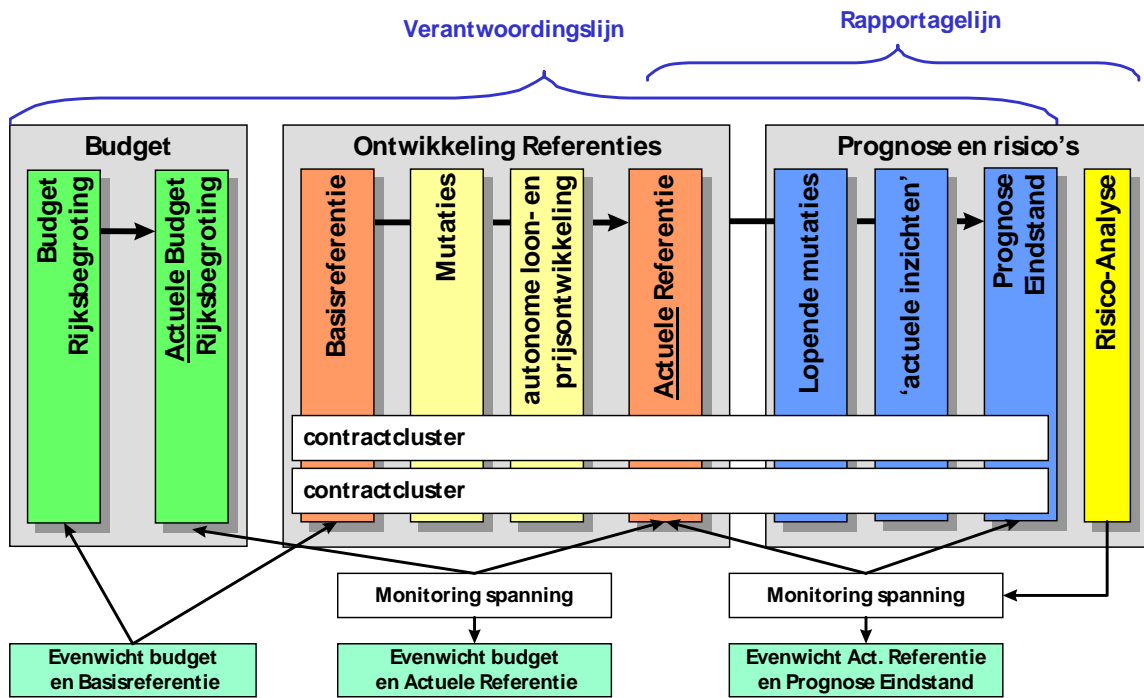 Verantwoordingslijn
Rapportagelijn
Budget
Ontwikkeling Referenties
Prognose en risico's
Budget
Rijksbegroting
Actuele Budget
Rijksbegroting
Basisreferentie
Mutaties
autonome loon- en
prijsontwikkeling
Actuele Referentie
Lopende mutaties
‘actuele inzichten’
Prognose
Eindstand
Risico-Analyse
contractcluster
contractcluster
Monitoring spanning
Monitoring spanning
Evenwicht budget
en Basisreferentie
Evenwicht budget
en Actuele Referentie
Evenwicht Act. Referentie
en Prognose Eindstand